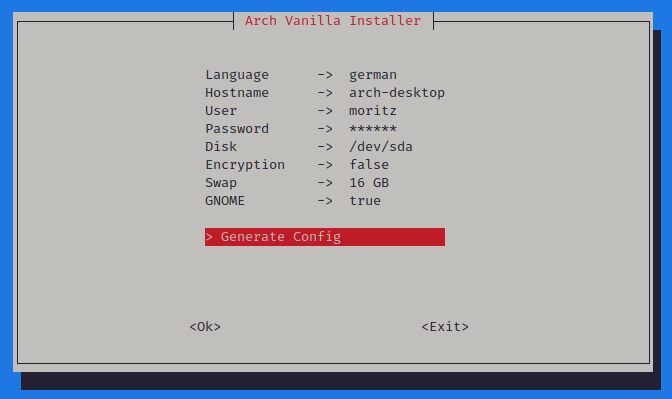 Arch Vanilla Installer
Language -> german
Hostname -> arch-desktop
User -> moritz
Password -> ******
Disk -> /dev/sda
Encryption -> false
Swap -> 16 GB
GNOME -> true
> Generate Config
<Ok> <Exit>